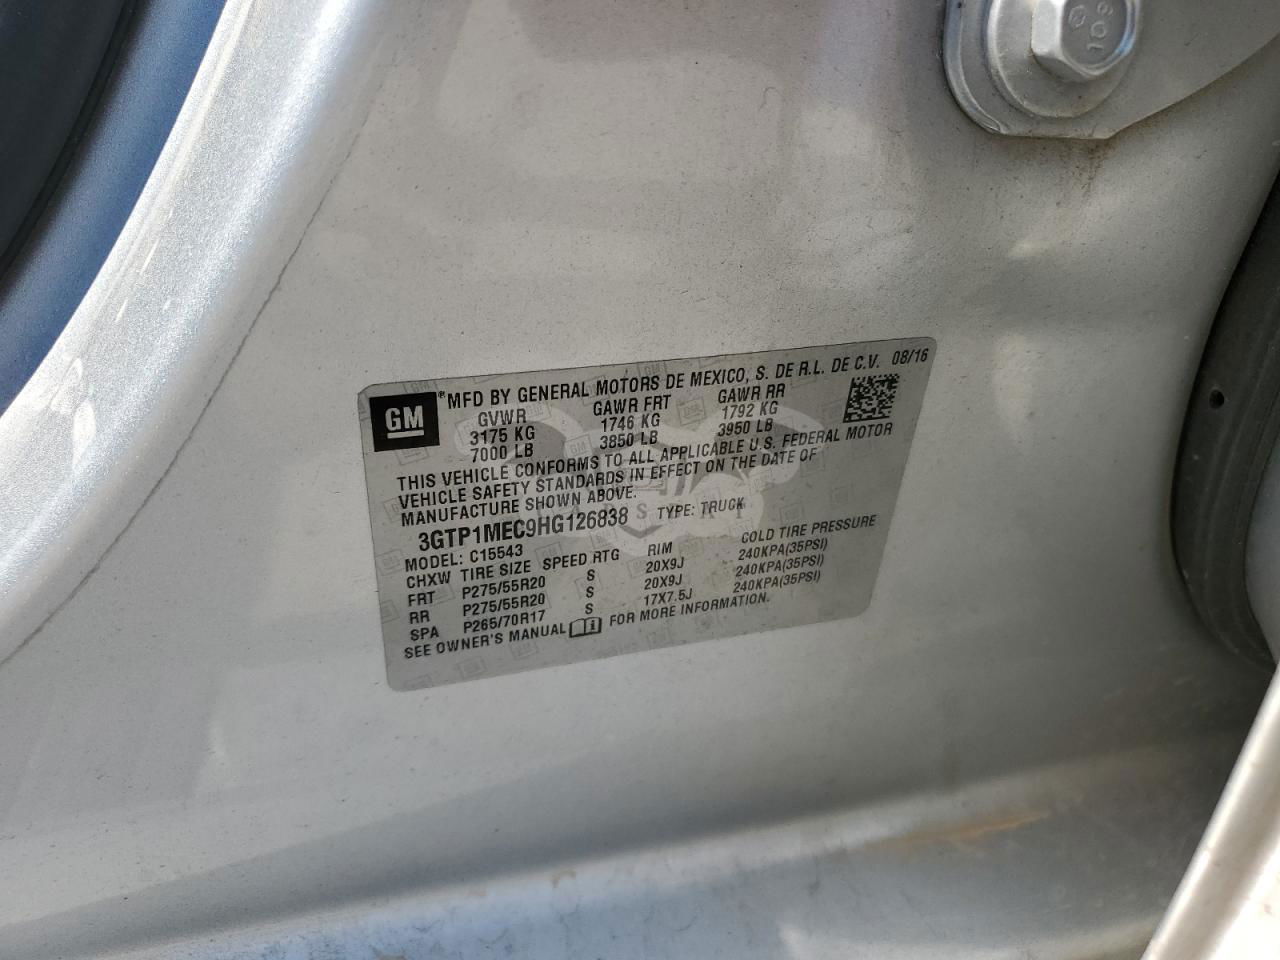 109
GM ® MFD BY GENERAL MOTORS DE MEXICO, S. DE R.L. DE C.V. 08/16
GVWR GAWR FRT GAWR RR
3175 KG 1746 KG 1792 KG
7000 LB 3850 LB 3950 LB
THIS VEHICLE CONFORMS TO ALL APPLICABLE U.S. FEDERAL MOTOR
VEHICLE SAFETY STANDARDS IN EFFECT ON THE DATE OF
MANUFACTURE SHOWN ABOVE.
3GTP1MEC9HG126838 TYPE: TRUCK
MODEL: C15543
CHXW TIRE SIZE SPEED RTG RIM COLD TIRE PRESSURE
FRT P275/55R20 S 20X9J 240KPA(35PSI)
RR P275/55R20 S 20X9J 240KPA(35PSI)
SPA P265/70R17 S 17X7.5J 240KPA(35PSI)
SEE OWNER'S MANUAL FOR MORE INFORMATION.